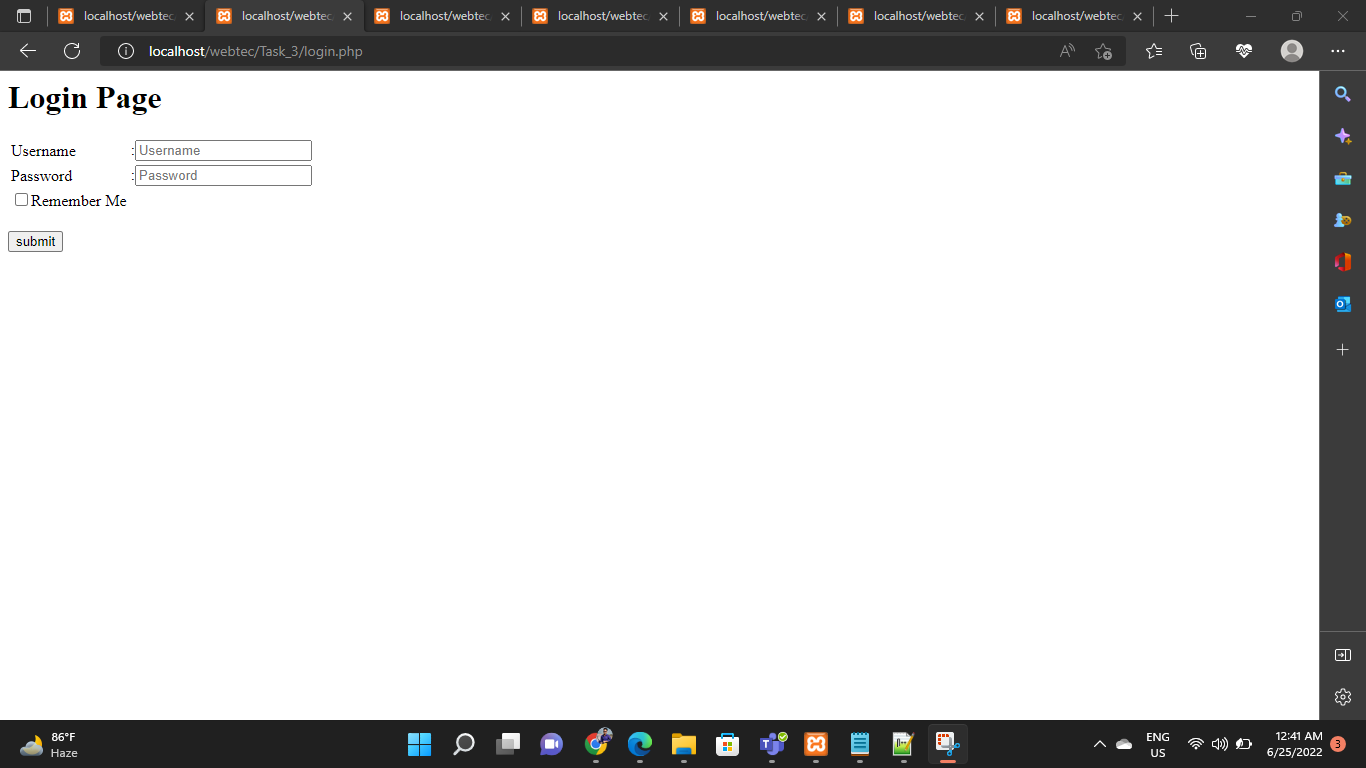 localhost/webtec
localhost/webtec
localhost/webtec
localhost/webtec
localhost/webtec
localhost/webtec
localhost/webtec
localhost/webtec/Task_3/login.php
Login Page
Username : Username
Password : Password
Remember Me
submit
86°F
Haze
ENG
US
12:41 AM
6/25/2022
3